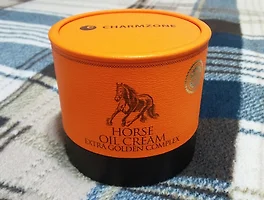 CHARMZONE
HORSE
OIL CREAM
EXTRA GOLDEN COMPLEX